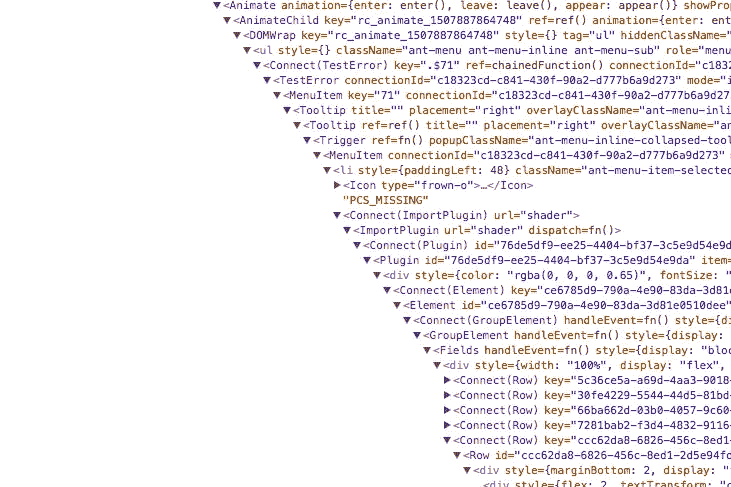 ▼<Animate animation={enter: enter(), leave: leave(), appear: appear()} showProp
▼<AnimateChild key="rc_animate_1507887864748" ref=ref() animation={enter: ent
▼<DOMWrap key="rc_animate_1507887864748" style={} tag="ul" hiddenClassName="
▼<ul style={} className="ant-menu ant-menu-inline ant-menu-sub" role="menu
▼<Connect(TestError) key=".$71" ref=chainedFunction() connectionId="c1832
▼<TestError connectionId="c18323cd-c841-430f-90a2-d777b6a9d273" mode="i
▼<MenuItem key="71" connectionId="c18323cd-c841-430f-90a2-d777b6a9d27
▼<Tooltip title="" placement="right" overlayClassName="ant-menu-inli
▼<Tooltip ref=ref() title="" placement="right" overlayClassName="an
▼<Trigger ref=fn() popupClassName="ant-menu-inline-collapsed-tool
▼<MenuItem connectionId="c18323cd-c841-430f-90a2-d777b6a9d273"
▼<li style={paddingLeft: 48} className="ant-menu-item-selected
▶<Icon type="frown-o">…</Icon>
"PCS_MISSING"
▼<Connect(ImportPlugin) url="shader">
▼<ImportPlugin url="shader" dispatch=fn()>
▼<Connect(Plugin) id="76de5df9-ee25-4404-bf37-3c5e9d54e9d
▼<Plugin id="76de5df9-ee25-4404-bf37-3c5e9d54e9da" item=
▼<div style={color: "rgba(0, 0, 0, 0.65)", fontSize: "
▼<Connect(Element) key="ce6785d9-790a-4e90-83da-3d81e
▼<Element id="ce6785d9-790a-4e90-83da-3d81e0510dee"
▼<Connect(GroupElement) handleEvent=fn() style={di
▼<GroupElement handleEvent=fn() style={display:
▼<Fields handleEvent=fn() style={display: "bloc
▼<div style={width: "100%", display: "flex",
▶<Connect(Row) key="5c36ce5a-a69d-4aa3-9018-
▶<Connect(Row) key="30fe4229-5544-44d5-81bd-
▶<Connect(Row) key="66ba662d-03b0-4057-9c60-
▶<Connect(Row) key="7281bab2-f3d4-4832-9116-
▼<Connect(Row) key="ccc62da8-6826-456c-8ed1-
▼<Row id="ccc62da8-6826-456c-8ed1-2d5e94fd
▼<div style={marginBottom: 2, display: "
<div style={flex: 2, textTransform: "c